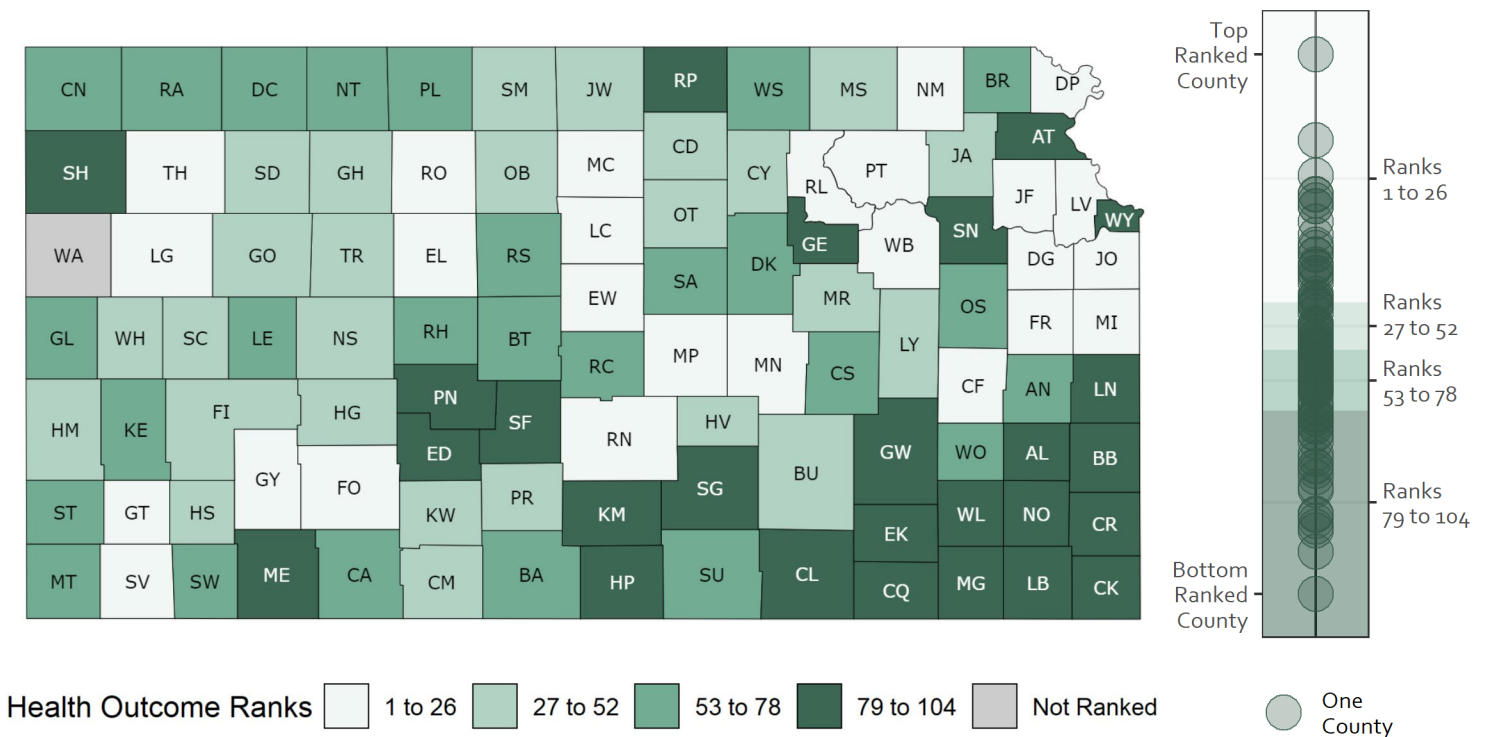 Top
Ranked
County
CN RA DC NT PL SM JW RP WS MS NM BR DP
AT
SH TH SD GH RO OB MC CD CY RL PT JA JF LV WY
Ranks
1 to 26
WA LG GO TR EL RS LC OT DK GE WB SN DG JO
SA
EW MR OS FR MI
Ranks
27 to 52
GL WH SC LE NS RH BT RC MP MN CS LY
CF AN LN
Ranks
53 to 78
HM KE FI HG PN SF RN HV BU GW WO AL BB
ED
GY FO
ST GT HS KW PR KM SG EK WL NO CR
Ranks
79 to 104
MT SV SW ME CA CM BA HP SU CL CQ MG LB CK
Bottom
Ranked
County
Health Outcome Ranks 1 to 26 27 to 52 53 to 78 79 to 104 Not Ranked
One
County